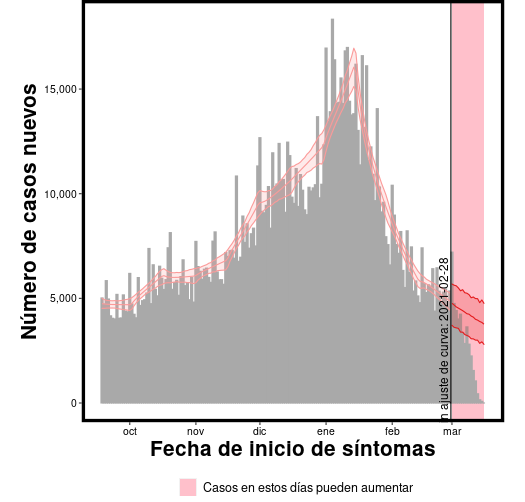 Número de casos nuevos
15,000
10,000
5,000
0
n ajuste de curva: 2021-02-28
oct nov dic ene feb mar
Fecha de inicio de síntomas
Casos en estos días pueden aumentar